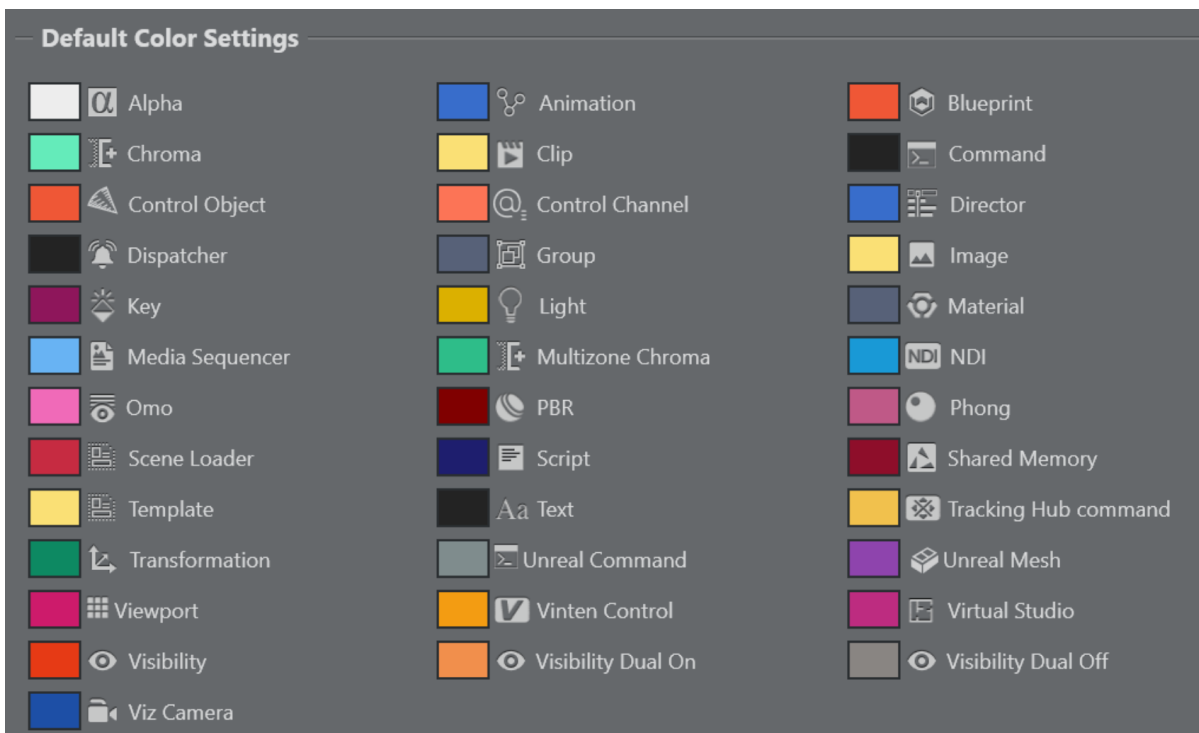 Default Color Settings
α Alpha Animation Blueprint
Chroma Clip Command
Control Object @ Control Channel Director
Dispatcher Group Image
Key Light Material
Media Sequencer Multizone Chroma NDI NDI
Omo PBR Phong
Scene Loader Script Shared Memory
Template Aa Text Tracking Hub command
Transformation Unreal Command Unreal Mesh
Viewport V Vinten Control Virtual Studio
Visibility Visibility Dual On Visibility Dual Off
Viz Camera